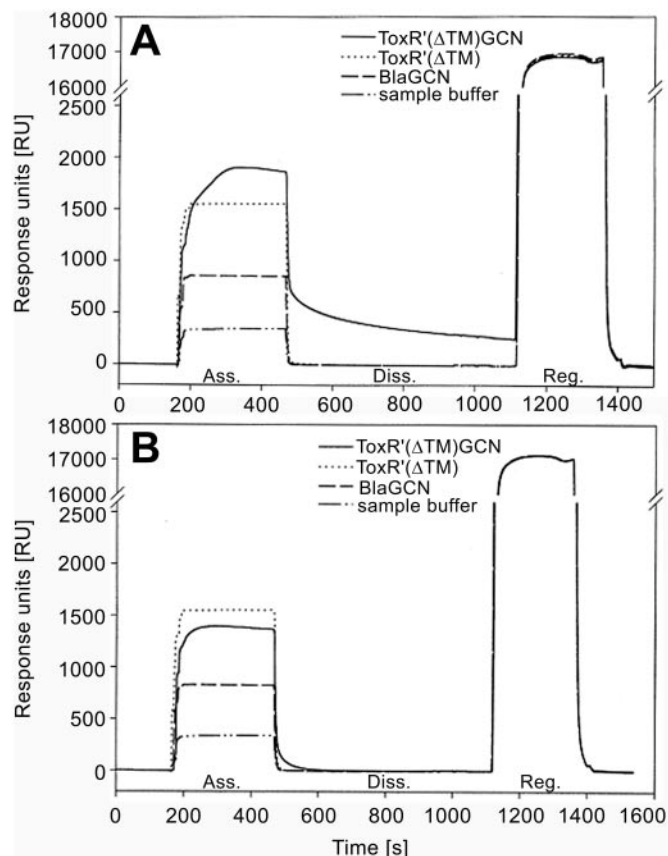 A
ToxR'(ΔTM)GCN
ToxR'(ΔTM)
BlaGCN
sample buffer
18000
17000
16000
2500
2000
1500
1000
500
0
Response units [RU]
Ass.
Diss.
Reg.
0 200 400 600 800 1000 1200 1400
B
ToxR'(ΔTM)GCN
ToxR'(ΔTM)
BlaGCN
sample buffer
18000
17000
16000
2500
2000
1500
1000
500
0
Response units [RU]
Ass.
Diss.
Reg.
0 200 400 600 800 1000 1200 1400 1600
Time [s]